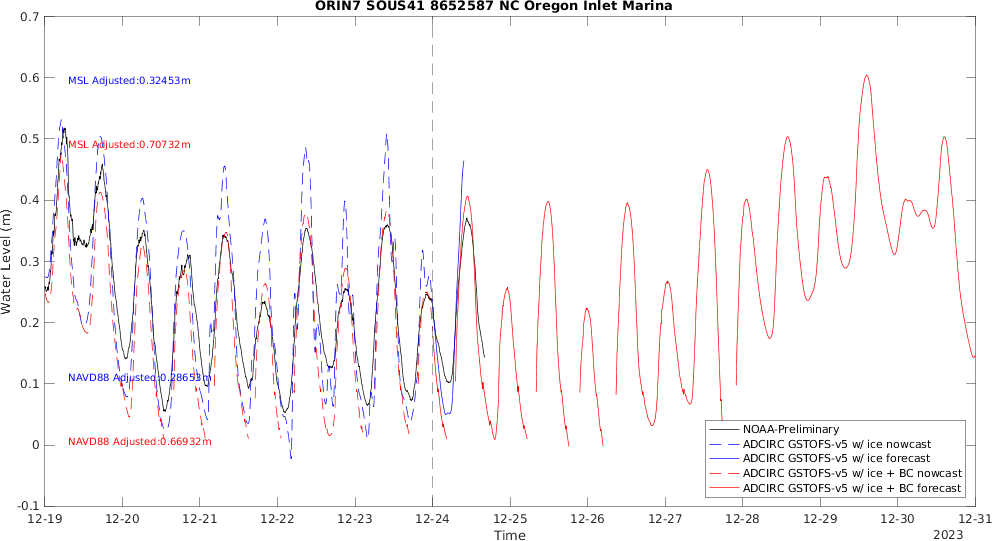 ORIN7 SOUS41 8652587 NC Oregon Inlet Marina
0.7
0.6
0.5
0.4
0.3
0.2
0.1
0
-0.1
Water Level (m)
MSL Adjusted:0.32453m
MSL Adjusted:0.70732m
NAVD88 Adjusted:0.28653m
NAVD88 Adjusted:0.66932m
NOAA-Preliminary
ADCIRC GSTOFS-v5 w/ ice nowcast
ADCIRC GSTOFS-v5 w/ ice forecast
ADCIRC GSTOFS-v5 w/ ice + BC nowcast
ADCIRC GSTOFS-v5 w/ ice + BC forecast
12-19 12-20 12-21 12-22 12-23 12-24 12-25 12-26 12-27 12-28 12-29 12-30 12-31
Time
2023